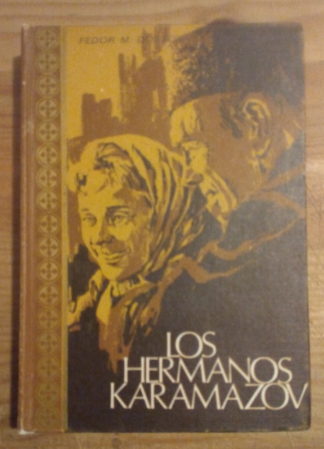 FEDOR M.
LOS
HERMANOS
KARAMAZOV